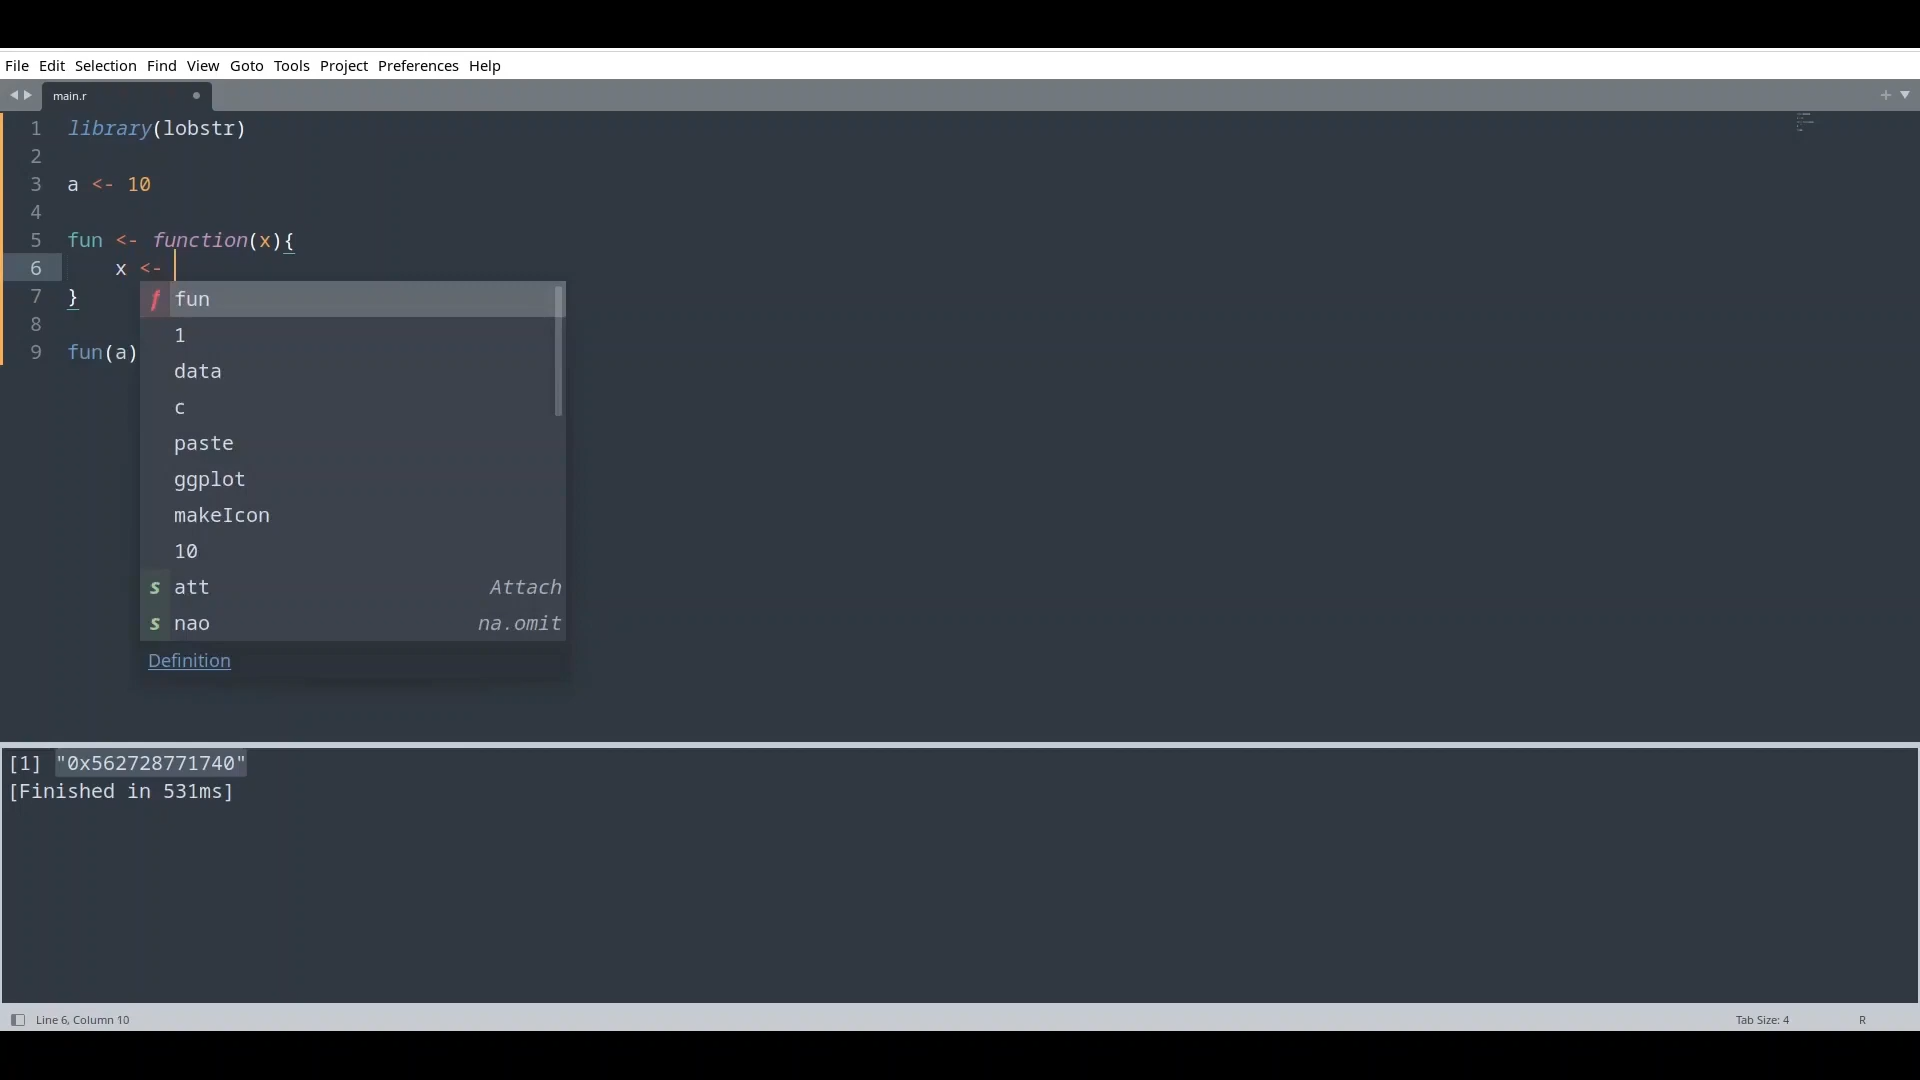 File Edit Selection Find View Goto Tools Project Preferences Help
main.r
1 library(lobstr)
2
3 a <- 10
4
5 fun <- function(x){
6 x <-
7 }
8
9 fun(a)
f fun
1
data
c
paste
ggplot
makeIcon
10
s att Attach
s nao na.omit
Definition
[1] "0x562728771740"
[Finished in 531ms]
Line 6, Column 10 Tab Size: 4 R